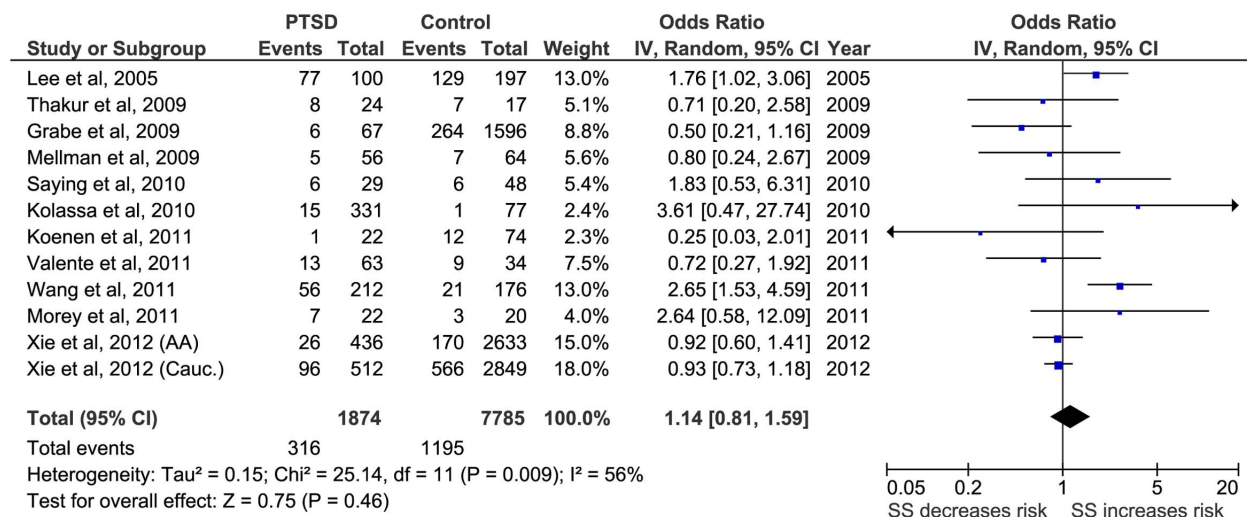 PTSD Control Odds Ratio Odds Ratio
Study or Subgroup Events Total Events Total Weight IV, Random, 95% CI Year IV, Random, 95% CI
Lee et al, 2005 77 100 129 197 13.0% 1.76 [1.02, 3.06] 2005
Thakur et al, 2009 8 24 7 17 5.1% 0.71 [0.20, 2.58] 2009
Grabe et al, 2009 6 67 264 1596 8.8% 0.50 [0.21, 1.16] 2009
Mellman et al, 2009 5 56 7 64 5.6% 0.80 [0.24, 2.67] 2009
Saying et al, 2010 6 29 6 48 5.4% 1.83 [0.53, 6.31] 2010
Kolassa et al, 2010 15 331 1 77 2.4% 3.61 [0.47, 27.74] 2010
Koenen et al, 2011 1 22 12 74 2.3% 0.25 [0.03, 2.01] 2011
Valente et al, 2011 13 63 9 34 7.5% 0.72 [0.27, 1.92] 2011
Wang et al, 2011 56 212 21 176 13.0% 2.65 [1.53, 4.59] 2011
Morey et al, 2011 7 22 3 20 4.0% 2.64 [0.58, 12.09] 2011
Xie et al, 2012 (AA) 26 436 170 2633 15.0% 0.92 [0.60, 1.41] 2012
Xie et al, 2012 (Cauc.) 96 512 566 2849 18.0% 0.93 [0.73, 1.18] 2012
Total (95% CI) 1874 7785 100.0% 1.14 [0.81, 1.59]
Total events 316 1195
Heterogeneity: Tau² = 0.15; Chi² = 25.14, df = 11 (P = 0.009); I² = 56%
Test for overall effect: Z = 0.75 (P = 0.46)
0.05 0.2 1 5 20
SS decreases risk SS increases risk